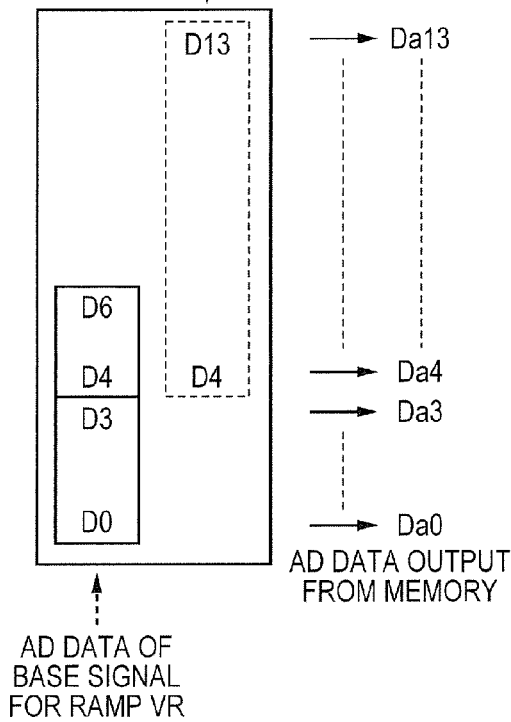 D13
Da13
D6
D4
D4
Da4
D3
Da3
D0
Da0
AD DATA OUTPUT
FROM MEMORY
AD DATA OF
BASE SIGNAL
FOR RAMP VR